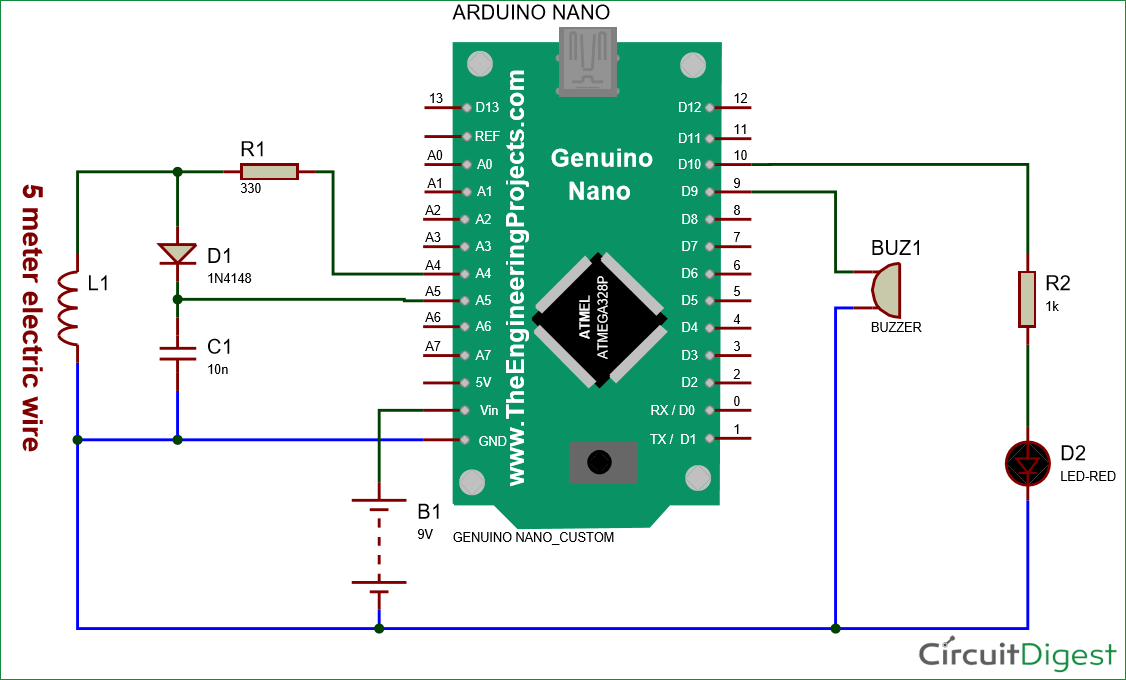 ARDUINO NANO
13
D13
REF
A0
A0
A1
A1
A2
A2
A3
A3
A4
A4
A5
A5
A6
A6
A7
A7
5V
Vin
GND
www.TheEngineeringProjects.com
Genuino
Nano
ATMEL
ATMEGA328P
D12
12
D11
11
D10
10
D9
9
D8
8
D7
7
D6
6
D5
5
D4
4
D3
3
D2
2
RX / D0
0
TX / D1
1
GENUINO NANO_CUSTOM
5 meter electric wire
L1
R1
330
D1
1N4148
C1
10n
B1
9V
BUZ1
BUZZER
R2
1k
D2
LED-RED
CircuitDigest